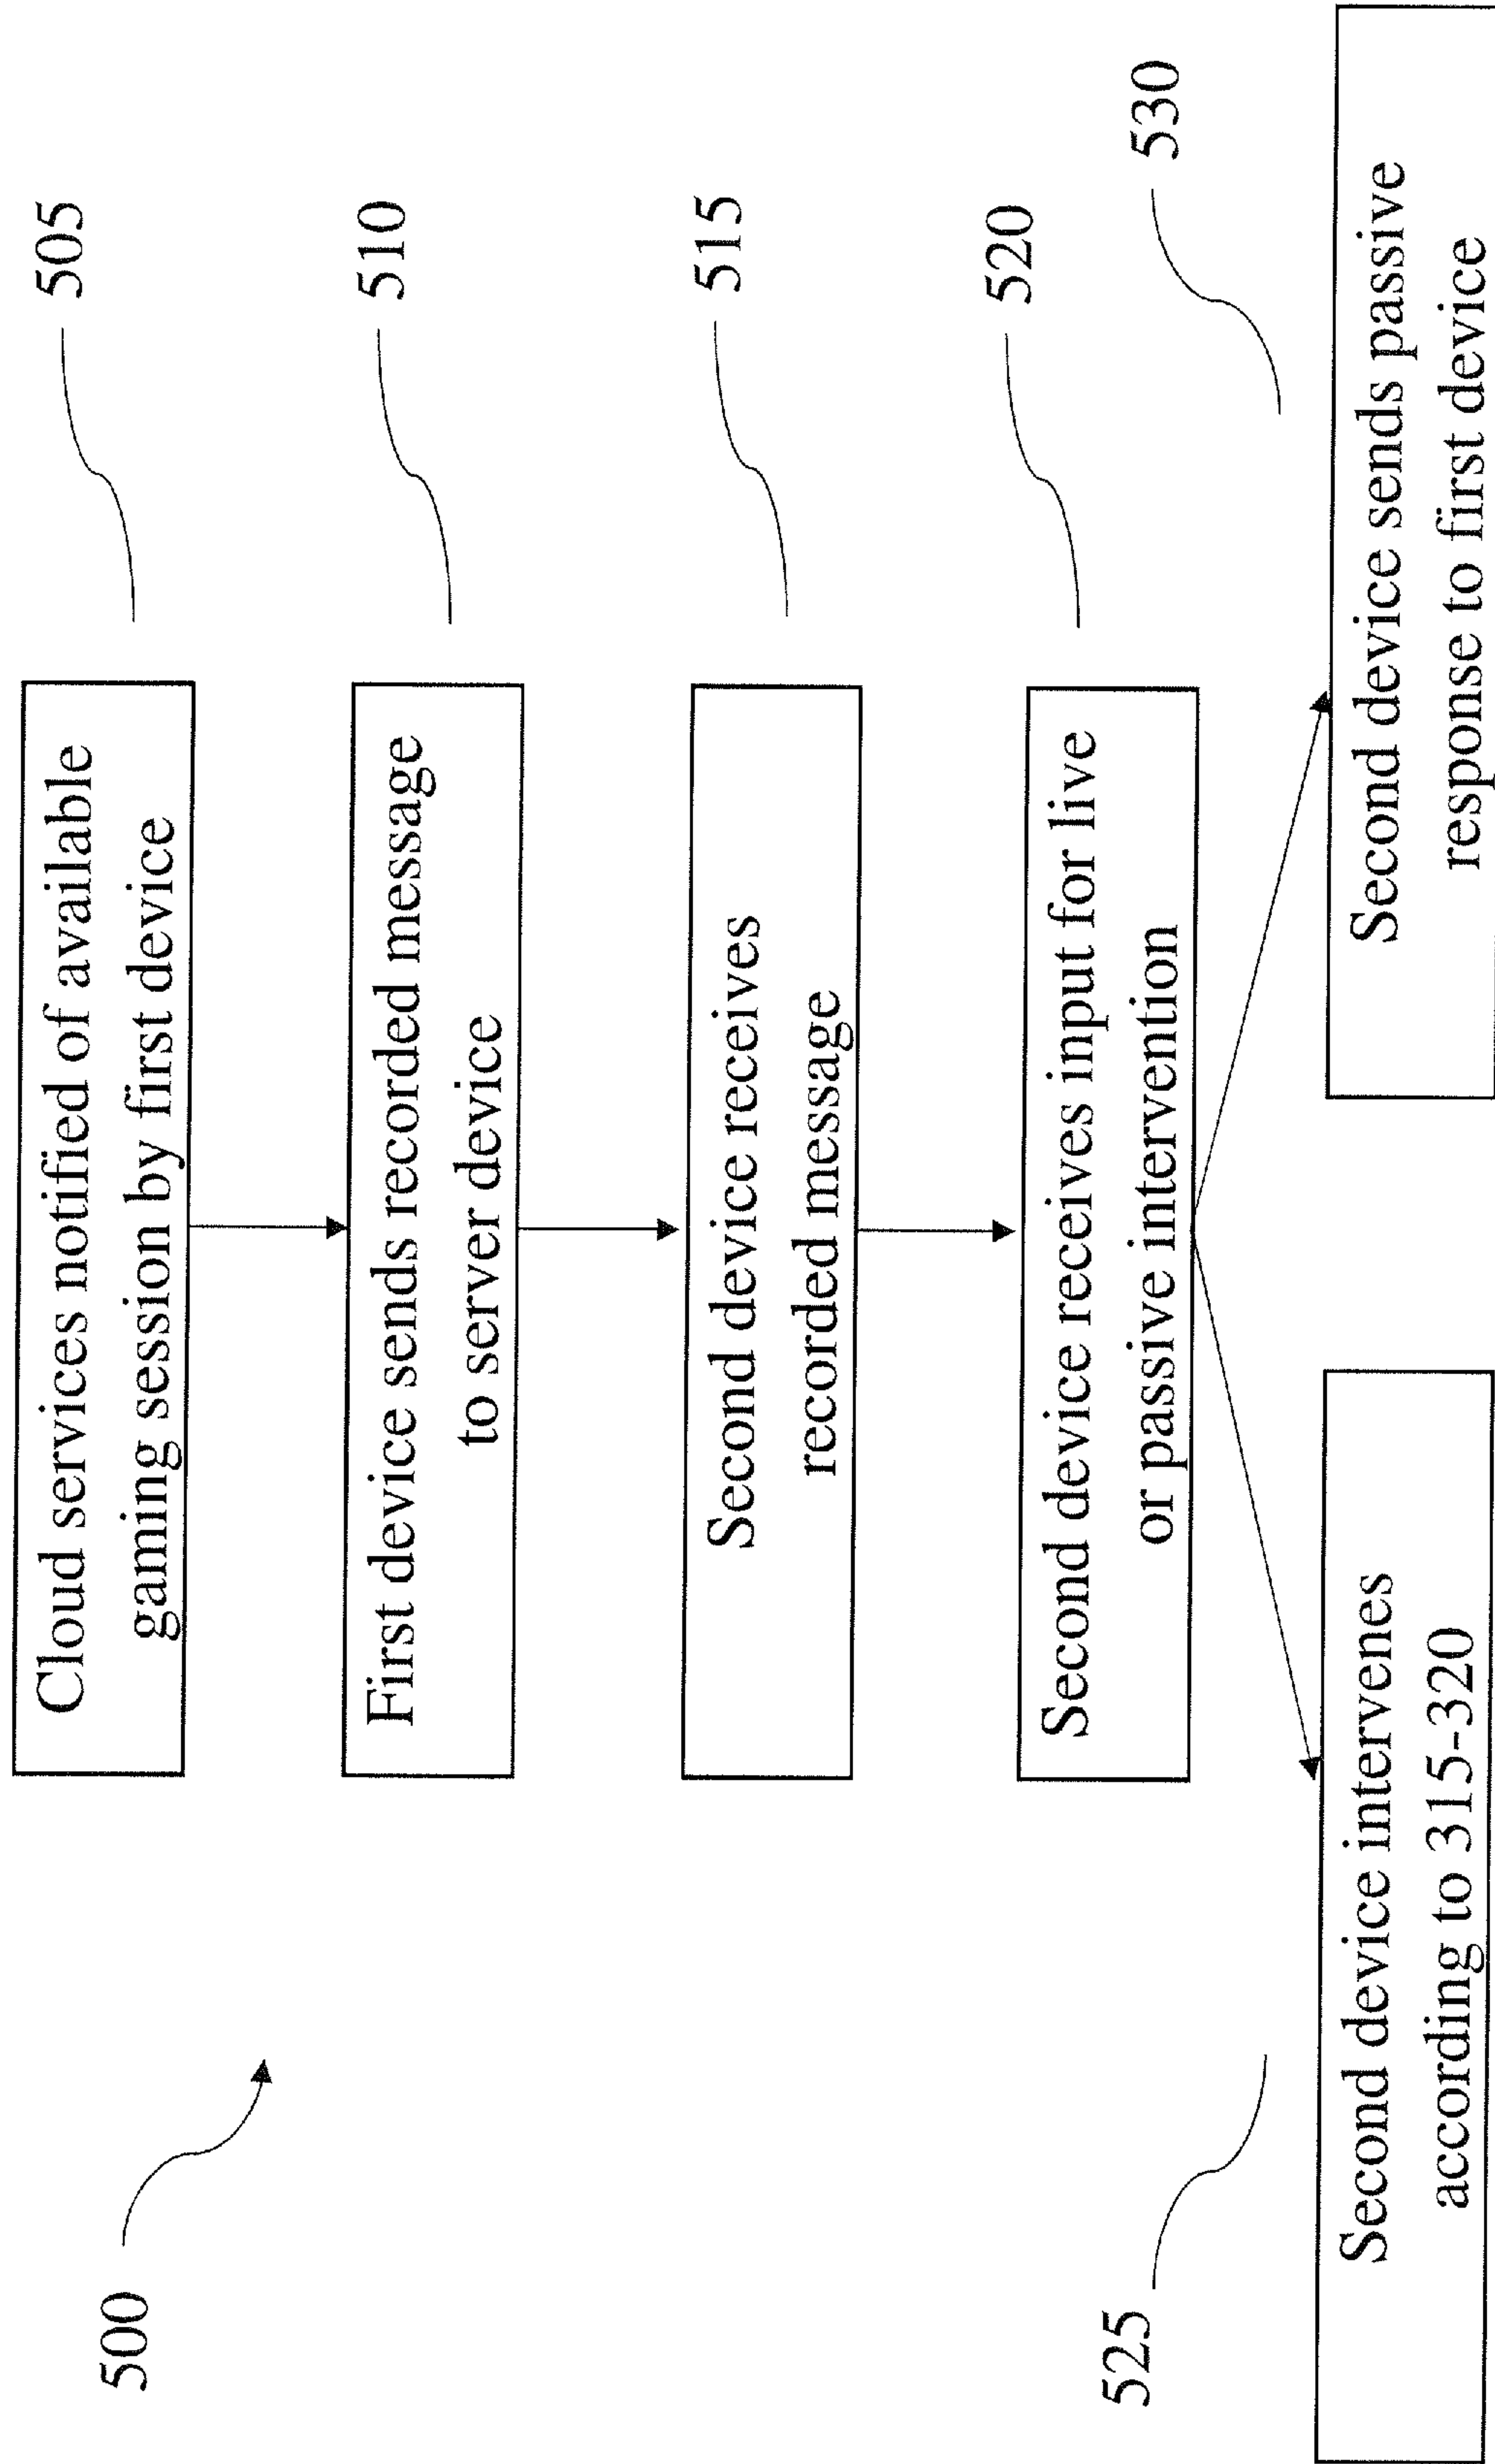 500
Cloud services notified of available
gaming session by first device
505
First device sends recorded message
to server device
510
Second device receives
recorded message
515
Second device receives input for live
or passive intervention
520
525
Second device intervenes
according to 315-320
530
Second device sends passive
response to first device